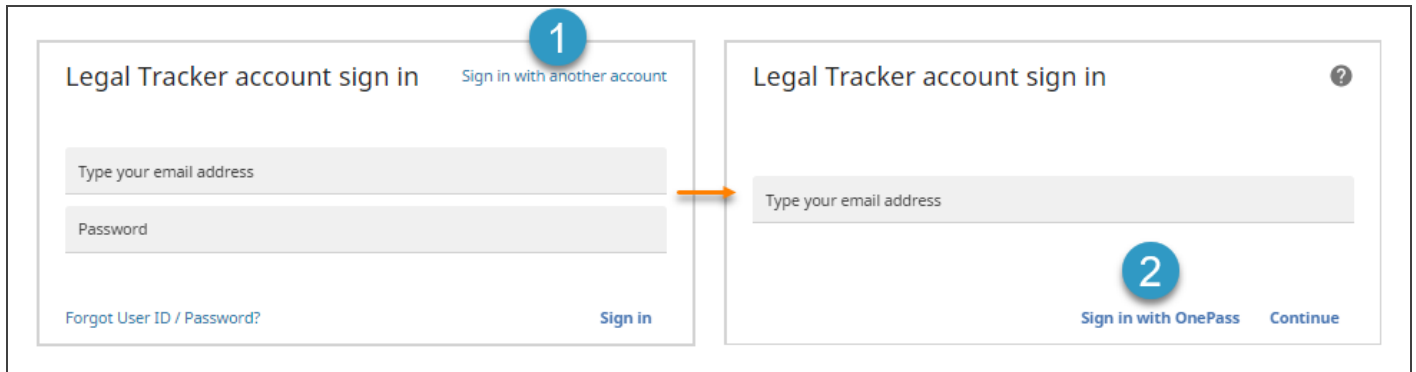 1
Legal Tracker account sign in
Sign in with another account
Type your email address
Password
Forgot User ID / Password?
Sign in
Legal Tracker account sign in
?
Type your email address
2
Sign in with OnePass
Continue